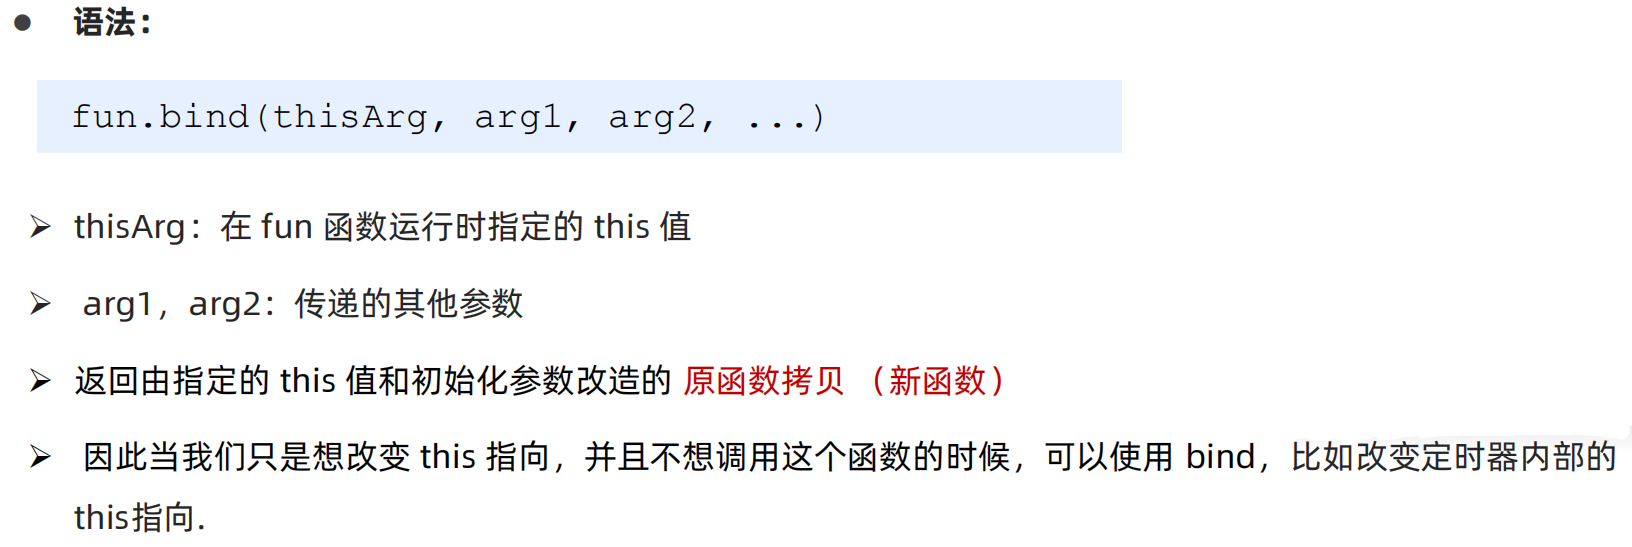 ● 语法：
fun.bind(thisArg, arg1, arg2, ...)
➢ thisArg：在 fun 函数运行时指定的 this 值
➢ arg1，arg2：传递的其他参数
➢ 返回由指定的 this 值和初始化参数改造的 原函数拷贝 （新函数）
➢ 因此当我们只是想改变 this 指向，并且不想调用这个函数的时候，可以使用 bind，比如改变定时器内部的
this指向.